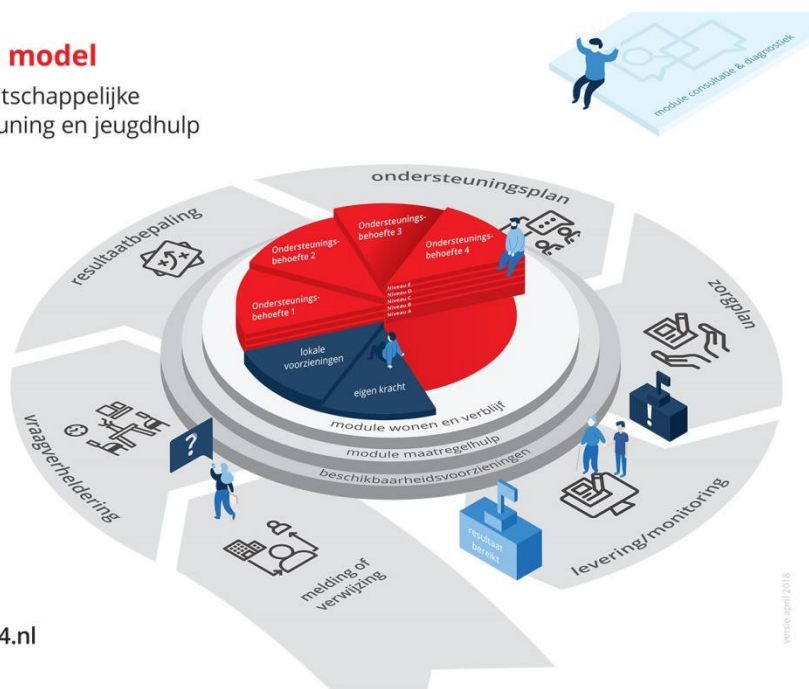 model
tschappelijke
uning en jeugdhulp
module consultatie & diagnostiek
ondersteuningsplan
resultaatbepaling
zorgplan
Ondersteunings-
behoefte 1
Ondersteunings-
behoefte 2
Ondersteunings-
behoefte 3
Ondersteunings-
behoefte 4
Niveau E
Niveau D
Niveau C
Niveau B
Niveau A
lokale
voorzieningen
eigen kracht
module wonen en verblijf
module maatregelhulp
beschikbaarheidsvoorzieningen
!
?
vraagverheldering
melding of
verwijzing
resultaat
bereikt
levering/monitoring
4.nl
versie april 2018